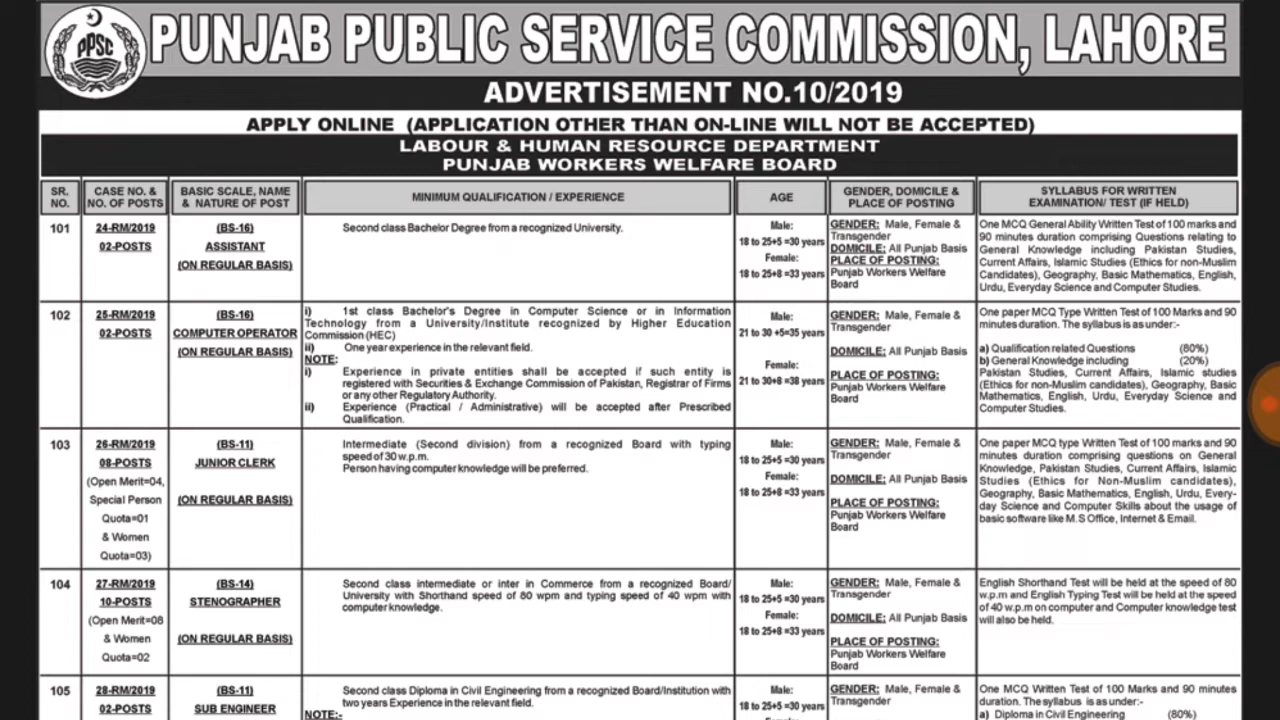 PPSC
PUNJAB PUBLIC SERVICE COMMISSION, LAHORE
ADVERTISEMENT NO.10/2019
APPLY ONLINE (APPLICATION OTHER THAN ON-LINE WILL NOT BE ACCEPTED)
LABOUR & HUMAN RESOURCE DEPARTMENT
PUNJAB WORKERS WELFARE BOARD
SR. NO.
CASE NO. & NO. OF POSTS
BASIC SCALE, NAME & NATURE OF POST
MINIMUM QUALIFICATION / EXPERIENCE
AGE
GENDER, DOMICILE & PLACE OF POSTING
SYLLABUS FOR WRITTEN EXAMINATION/ TEST (IF HELD)
101
24-RM/2019
02-POSTS
(BS-16)
ASSISTANT
(ON REGULAR BASIS)
Second class Bachelor Degree from a recognized University.
Male:
18 to 25+5 =30 years
Female:
18 to 25+8 =33 years
GENDER: Male, Female &
Transgender
DOMICILE: All Punjab Basis
PLACE OF POSTING:
Punjab Workers Welfare
Board
One MCQ General Ability Written Test of 100 marks and
90 minutes duration comprising Questions relating to
General Knowledge including Pakistan Studies,
Current Affairs, Islamic Studies (Ethics for non-Muslim
Candidates), Geography, Basic Mathematics, English,
Urdu, Everyday Science and Computer Studies.
102
25-RM/2019
02-POSTS
(BS-16)
COMPUTER OPERATOR
(ON REGULAR BASIS)
i) 1st class Bachelor's Degree in Computer Science or in Information
Technology from a University/Institute recognized by Higher Education
Commission (HEC)
ii) One year experience in the relevant field.
NOTE:
i) Experience in private entities shall be accepted if such entity is
registered with Securities & Exchange Commission of Pakistan, Registrar of Firms
or any other Regulatory Authority.
ii) Experience (Practical / Administrative) will be accepted after Prescribed
Qualification.
Male:
21 to 30 +5=35 years
Female:
21 to 30+8 =38 years
GENDER: Male, Female &
Transgender
DOMICILE: All Punjab Basis
PLACE OF POSTING:
Punjab Workers Welfare
Board
One paper MCQ Written Test of 100 Marks and 90
minutes duration. The syllabus is as under:-
a) Qualification related Questions (80%)
b) General Knowledge including (20%)
Pakistan Studies, Current Affairs, Islamic studies
(Ethics for non-Muslim candidates), Geography, Basic
Mathematics, English, Urdu, Everyday Science and
Computer Studies.
103
26-RM/2019
08-POSTS
(Open Merit=04,
Special Person
Quota=01
& Women
Quota=03)
(BS-11)
JUNIOR CLERK
(ON REGULAR BASIS)
Intermediate (Second division) from a recognized Board with typing
speed of 30 w.p.m.
Person having computer knowledge will be preferred.
Male:
18 to 25+5 =30 years
Female:
18 to 25+8 =33 years
GENDER: Male, Female &
Transgender
DOMICILE: All Punjab Basis
PLACE OF POSTING:
Punjab Workers Welfare
Board
One paper MCQ type Written Test of 100 marks and 90
minutes duration comprising questions on General
Knowledge, Pakistan Studies, Current Affairs, Islamic
Studies (Ethics for Non-Muslim candidates),
Geography, Basic Mathematics, English, Urdu, Every-
day Science and Computer Skills about the usage of
basic software like M.S Office, Internet & Email.
104
27-RM/2019
10-POSTS
(Open Merit=08
& Women
Quota=02
(BS-14)
STENOGRAPHER
(ON REGULAR BASIS)
Second class intermediate or inter in Commerce from a recognized Board/
University with Shorthand speed of 80 wpm and typing speed of 40 wpm with
computer knowledge.
Male:
18 to 25+5 =30 years
Female:
18 to 25+8 =33 years
GENDER: Male, Female &
Transgender
DOMICILE: All Punjab Basis
PLACE OF POSTING:
Punjab Workers Welfare
Board
English Shorthand Test will be held at the speed of 80
w.p.m and English Typing Test will be held at the speed
of 40 w.p.m on computer and Computer knowledge test
will also be held.
105
28-RM/2019
02-POSTS
(BS-11)
SUB ENGINEER
Second class Diploma in Civil Engineering from a recognized Board/Institution with
two years Experience in the relevant field.
NOTE:-
Male:
18 to 25+5 =30 years
GENDER: Male, Female &
Transgender
One MCQ Written Test of 100 Marks and 90 minutes
duration. The syllabus is as under:-
a) Diploma in Civil Engineering (80%)